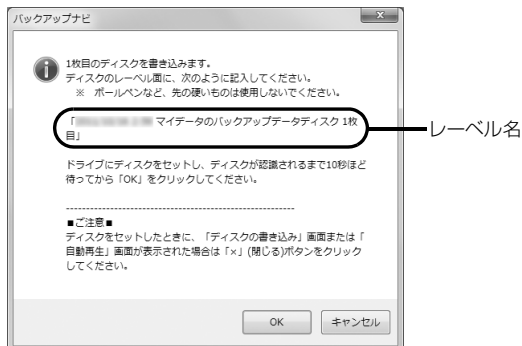 バックアップナビ
1枚目のディスクを書き込みます。
ディスクのレーベル面に、次のように記入してください。
※ ボールペンなど、先の硬いものは使用しないでください。
「 マイデータのバックアップデータディスク 1枚
目」
レーベル名
ドライブにディスクをセットし、ディスクが認識されるまで10秒ほど
待ってから「OK」をクリックしてください。
------------------------------------------------------
■ご注意■
ディスクをセットしたときに、「ディスクの書き込み」画面または「
自動再生」画面が表示された場合は「×」(閉じる)ボタンをクリック
してください。
OK キャンセル